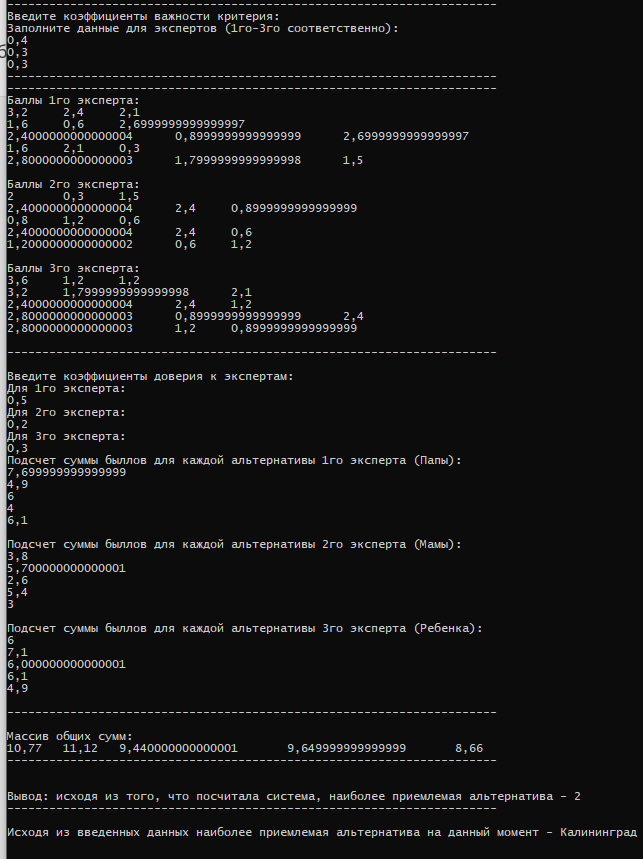 Введите коэффициенты важности критерия:
Заполните данные для экспертов (1го-3го соответственно):
0,4
0,3
0,3
Баллы 1го эксперта:
3,2 2,4 2,1
1,6 0,6 2,6999999999999997
2,4000000000000004 0,8999999999999999 2,6999999999999997
1,6 2,1 0,3
2,8000000000000003 1,7999999999999998 1,5
Баллы 2го эксперта:
2 0,3 1,5
2,4000000000000004 2,4 0,8999999999999999
0,8 1,2 0,6
2,4000000000000004 2,4 0,6
1,2000000000000002 0,6 1,2
Баллы 3го эксперта:
3,6 1,2 1,2
3,2 1,7999999999999998 2,1
2,4000000000000004 2,4 1,2
2,8000000000000003 0,8999999999999999 2,4
2,8000000000000003 1,2 0,8999999999999999
Введите коэффициенты доверия к экспертам:
Для 1го эксперта:
0,5
Для 2го эксперта:
0,2
Для 3го эксперта:
0,3
Подсчет суммы быллов для каждой альтернативы 1го эксперта (Папы):
7,699999999999999
4,9
6
4
6,1
Подсчет суммы быллов для каждой альтернативы 2го эксперта (Мамы):
3,8
5,700000000000001
2,6
5,4
3
Подсчет суммы быллов для каждой альтернативы 3го эксперта (Ребенка):
6
7,1
6,000000000000001
6,1
4,9
Массив общих сумм:
10,77 11,12 9,440000000000001 9,649999999999999 8,66
Вывод: исходя из того, что посчитала система, наиболее приемлемая альтернатива - 2
Исходя из введенных данных наиболее приемлемая альтернатива на данный момент - Калининград